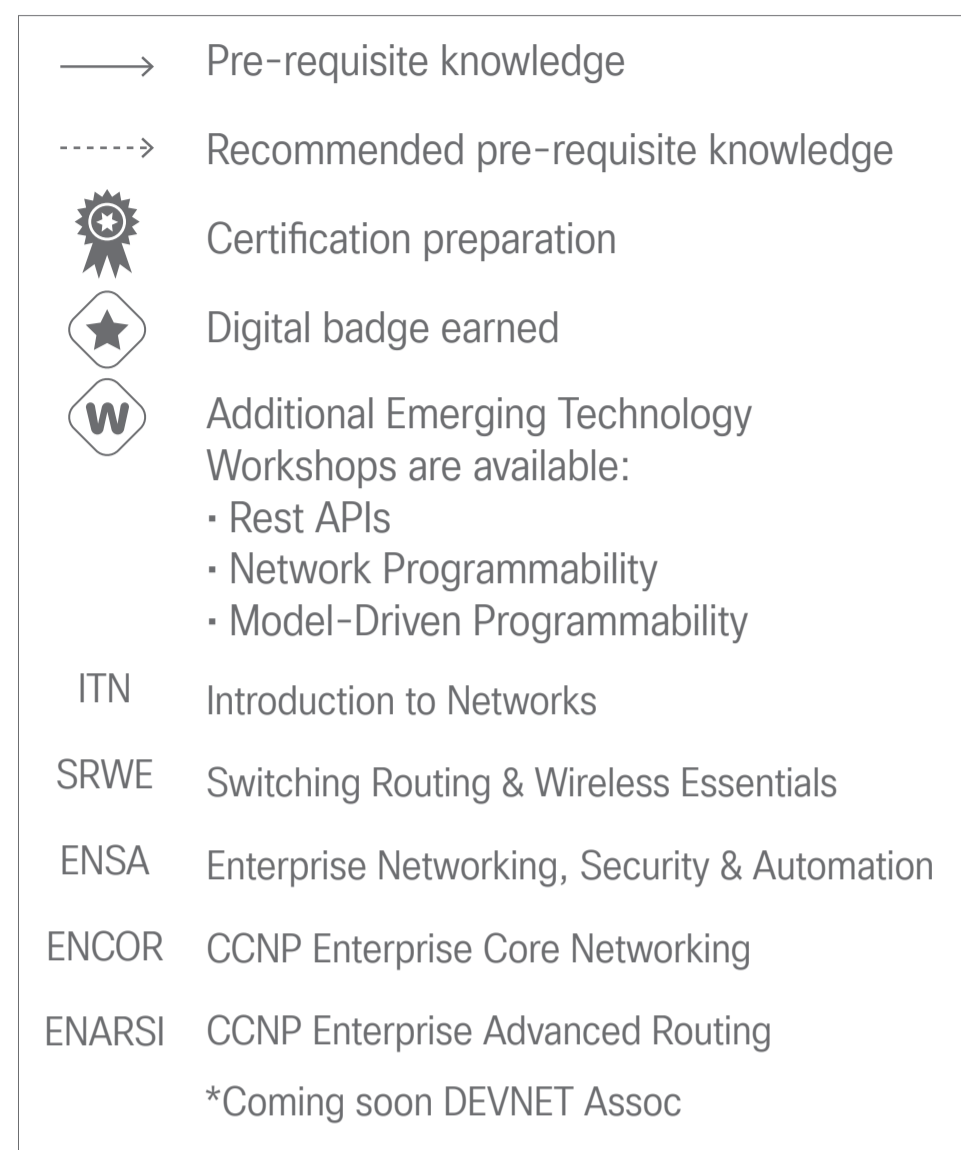 Pre-requisite knowledge
Recommended pre-requisite knowledge
Certification preparation
Digital badge earned
W Additional Emerging Technology
Workshops are available:
▪ Rest APIs
▪ Network Programmability
▪ Model-Driven Programmability
ITN Introduction to Networks
SRWE Switching Routing & Wireless Essentials
ENSA Enterprise Networking, Security & Automation
ENCOR CCNP Enterprise Core Networking
ENARSI CCNP Enterprise Advanced Routing
*Coming soon DEVNET Assoc